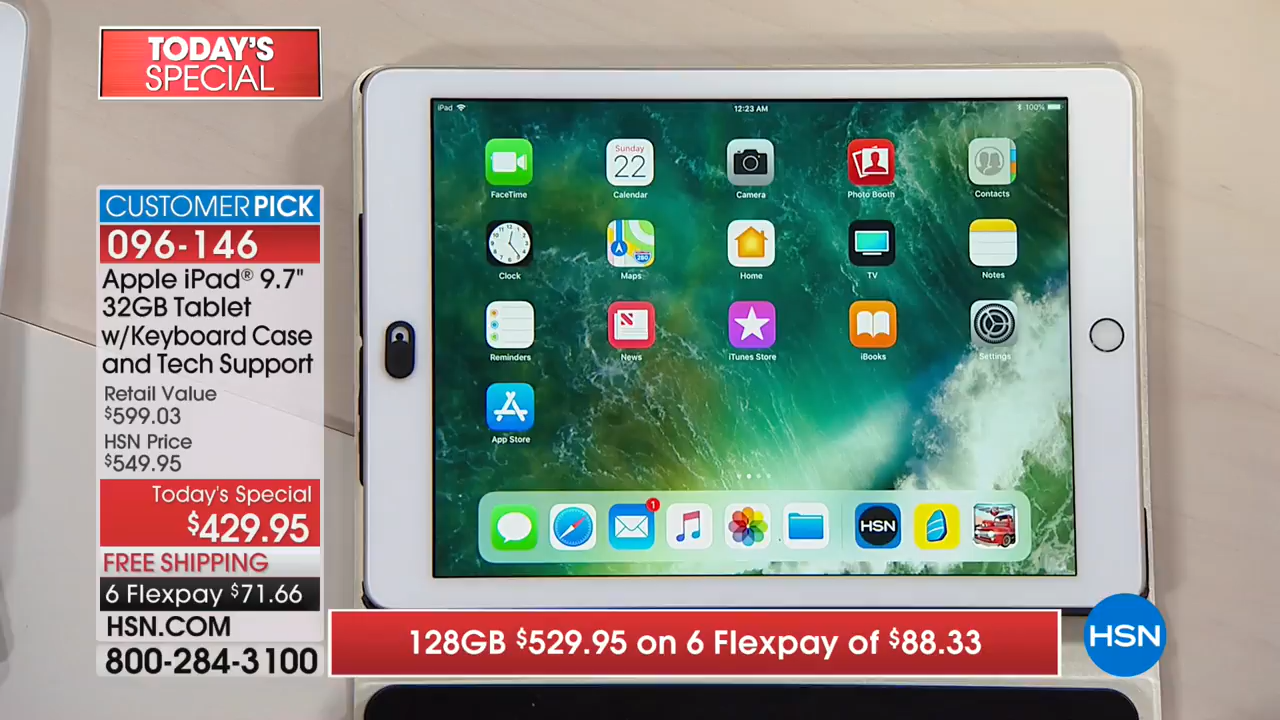 TODAY'S
SPECIAL
CUSTOMER PICK
096-146
Apple iPad® 9.7"
32GB Tablet
w/Keyboard Case
and Tech Support
Retail Value
$599.03
HSN Price
$549.95
Today's Special
$429.95
FREE SHIPPING
6 Flexpay $71.66
HSN.COM
800-284-3100
iPad 12:23 AM 100%
Sunday
22
FaceTime Calendar Camera Photo Booth Contacts
12
280
Clock Maps Home TV Notes
Reminders News iTunes Store iBooks Settings
App Store
1
HSN
128GB $529.95 on 6 Flexpay of $88.33
HSN